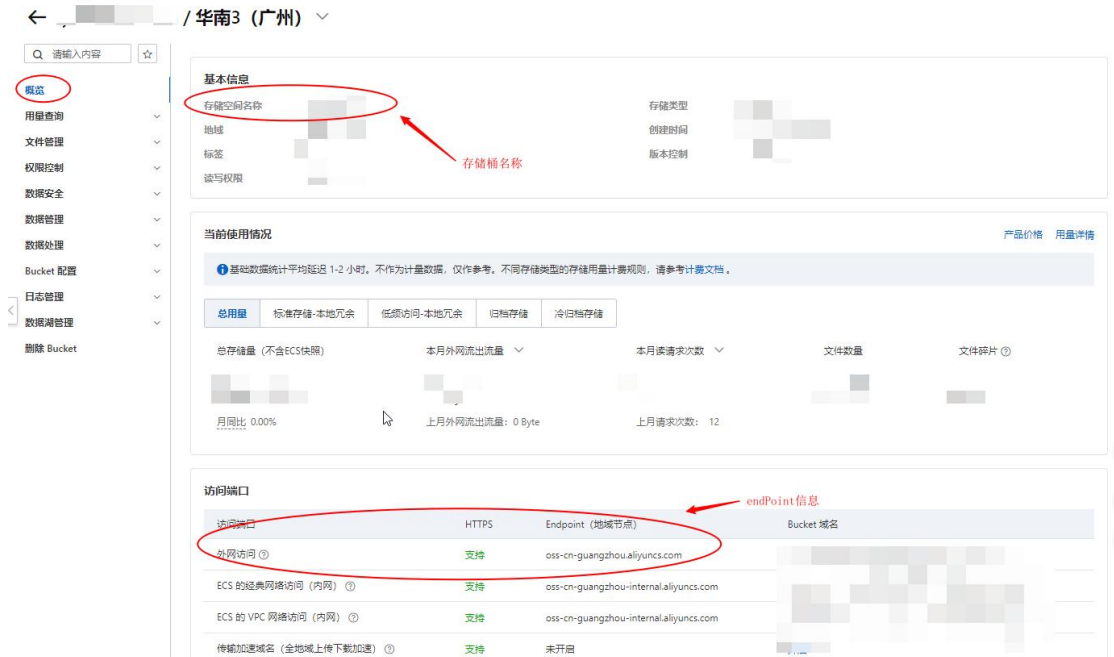 / 华南3（广州）
请输入内容
概览
用量查询
文件管理
权限控制
数据安全
数据管理
数据处理
Bucket 配置
日志管理
数据湖管理
删除 Bucket
基本信息
存储空间名称
存储类型
地域
创建时间
标签
版本控制
读写权限
存储桶名称
当前使用情况
产品价格 用量详情
基础数据统计平均延迟 1-2 小时。不作为计量数据，仅作参考。不同存储类型的存储用量计费规则，请参考计费文档。
总用量 标准存储-本地冗余 低频访问-本地冗余 归档存储 冷归档存储
总存储量（不含ECS快照） 本月外网流出流量 本月读请求次数 文件数量 文件碎片
月同比 0.00% 上月外网流出流量：0 Byte 上月请求次数： 12
访问端口
endPoint信息
访问端口 HTTPS Endpoint（地域节点） Bucket 域名
外网访问 支持 oss-cn-guangzhou.aliyuncs.com
ECS 的经典网络访问（内网） 支持 oss-cn-guangzhou-internal.aliyuncs.com
ECS 的 VPC 网络访问（内网） 支持 oss-cn-guangzhou-internal.aliyuncs.com
传输加速域名（全地域上传下载加速） 支持 未开启